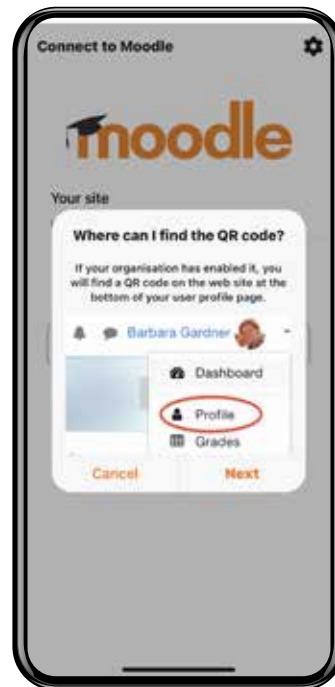 Connect to Moodle
moodle
Your site
Where can I find the QR code?
If your organisation has enabled it, you
will find a QR code on the web site at the
bottom of your user profile page.
Barbara Gardner
Dashboard
Profile
Grades
Cancel
Next